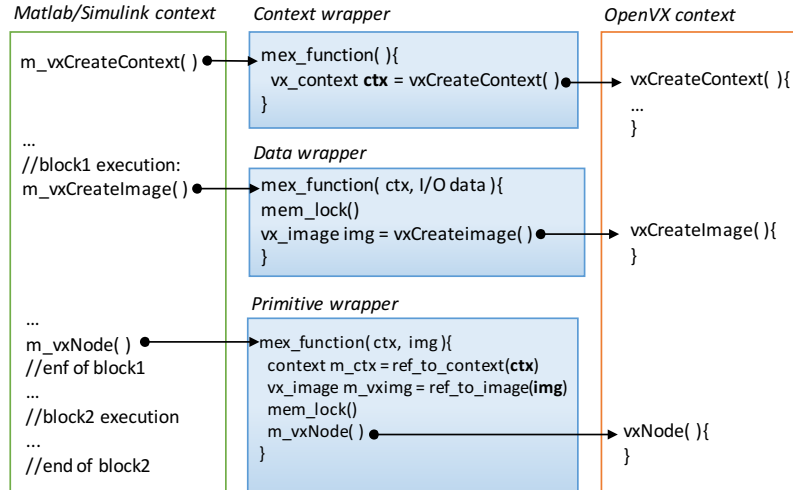 Matlab/Simulink context
m_vxCreateContext( )
...
//block1 execution:
m_vxCreateImage( )
...
m_vxNode( )
//enf of block1
...
//block2 execution
...
//end of block2
Context wrapper
mex_function( ){
vx_context ctx = vxCreateContext( )
}
Data wrapper
mex_function( ctx, I/O data ){
mem_lock()
vx_image img = vxCreateimage( )
}
Primitive wrapper
mex_function( ctx, img ){
context m_ctx = ref_to_context(ctx)
vx_image m_vximg = ref_to_image(img)
mem_lock()
m_vxNode( )
}
OpenVX context
vxCreateContext( ){
...
}
vxCreateImage( ){
}
vxNode( ){
}